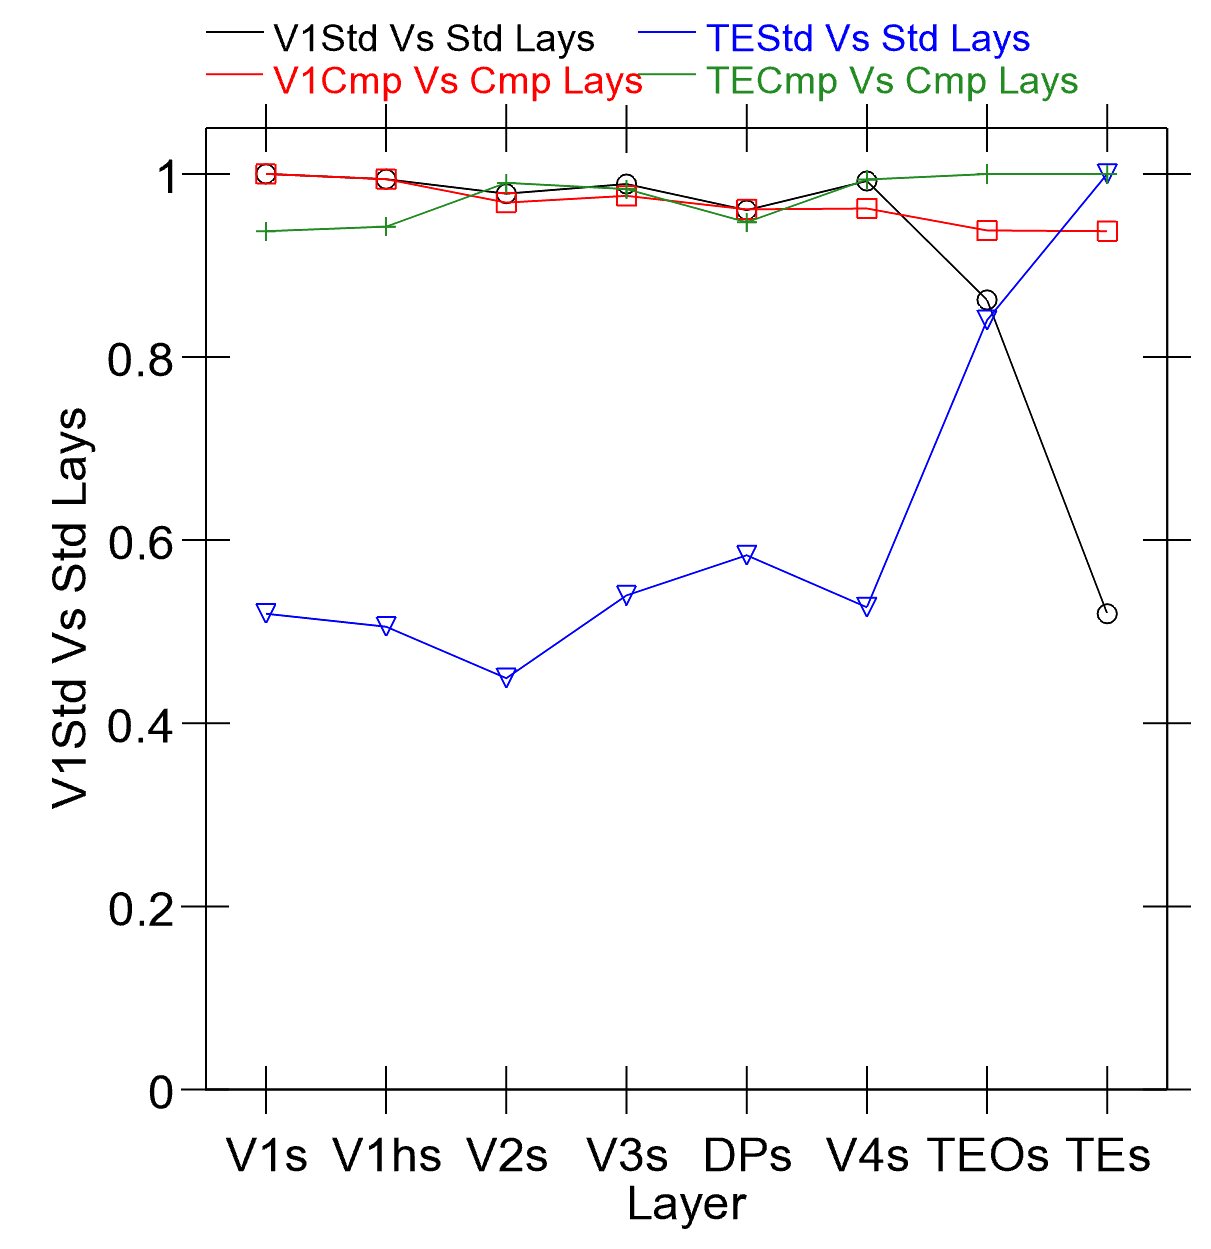 V1Std Vs Std Lays TEStd Vs Std Lays
V1Cmp Vs Cmp Lays TECmp Vs Cmp Lays
1
0.8
0.6
0.4
0.2
0
V1Std Vs Std Lays
V1s V1hs V2s V3s DPs V4s TEOs TEs
Layer